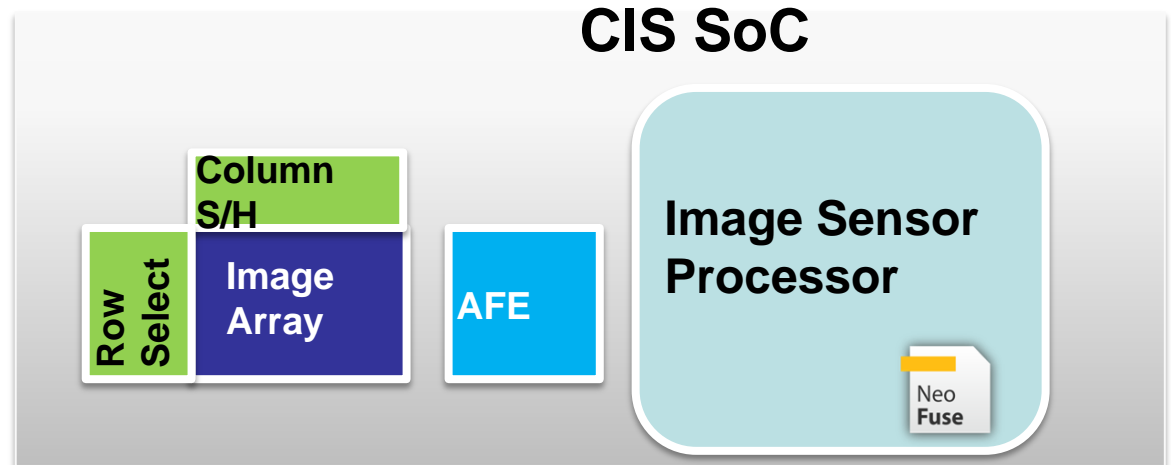 CIS SoC
Column
S/H
Row
Select
Image
Array
AFE
Image Sensor
Processor
Neo
Fuse